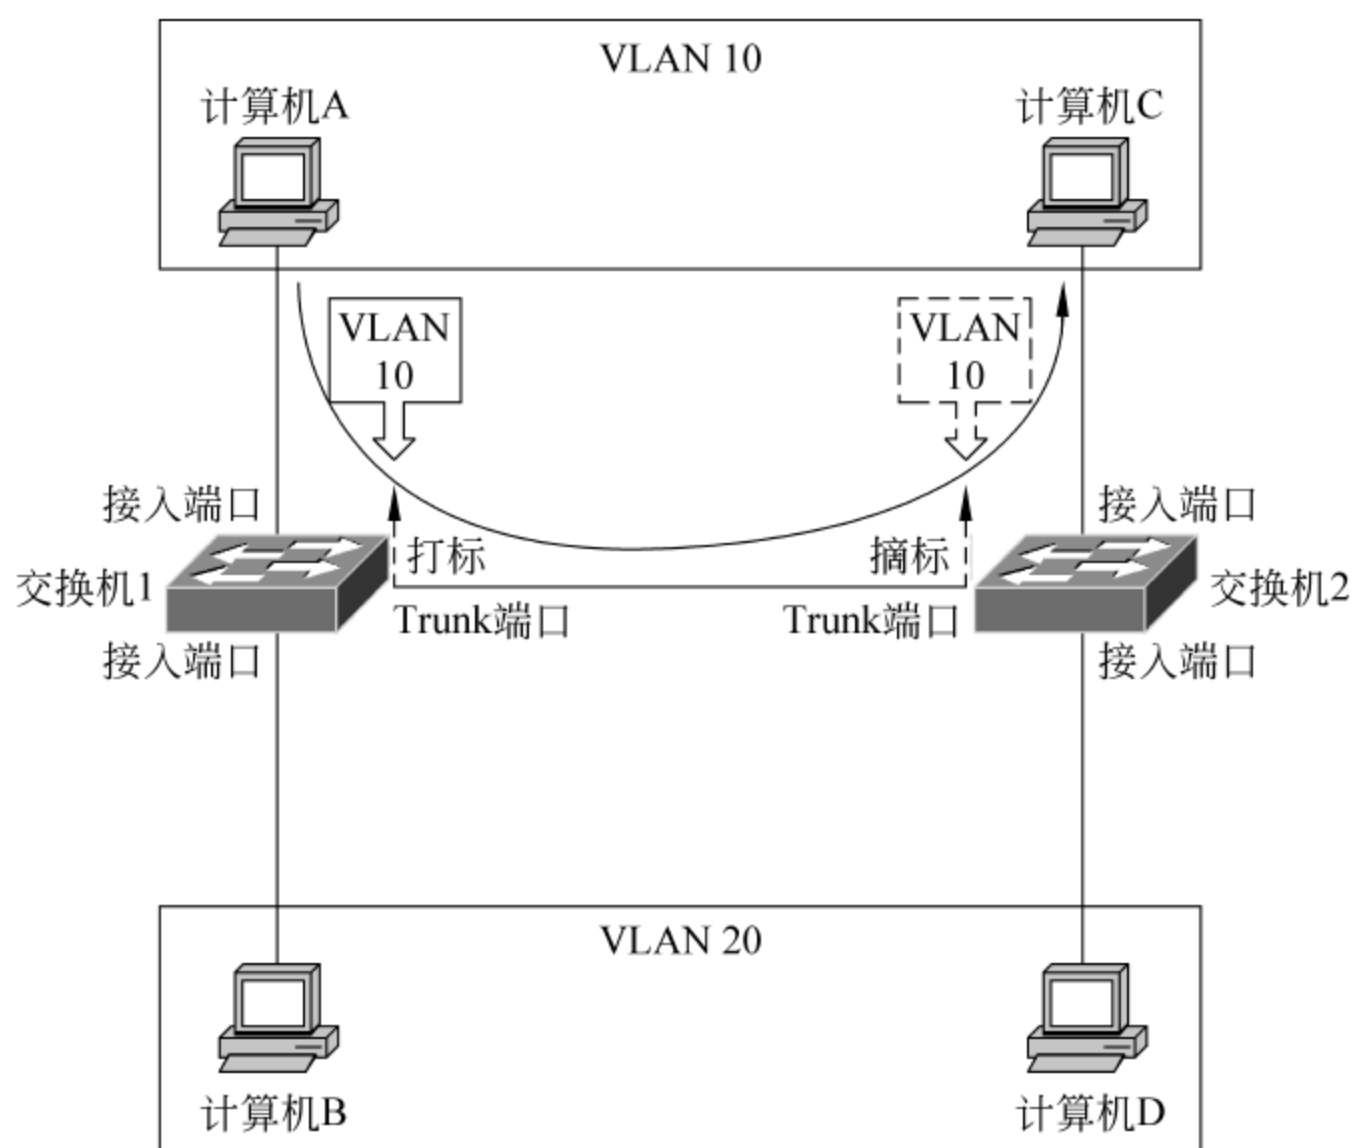 VLAN 10
计算机A
计算机C
VLAN
10
VLAN
10
接入端口
接入端口
打标
摘标
交换机1
交换机2
Trunk端口
Trunk端口
接入端口
接入端口
VLAN 20
计算机B
计算机D